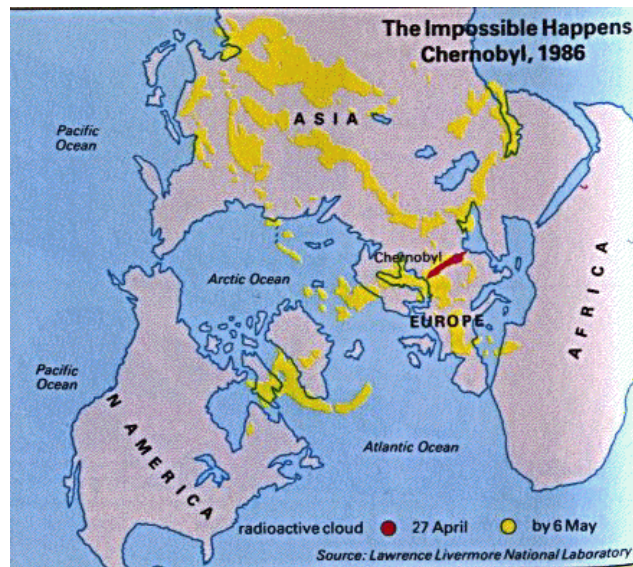 The Impossible Happens
Chernobyl, 1986
ASIA
Pacific
Ocean
Chernobyl
Arctic Ocean
EUROPE
AFRICA
Pacific
Ocean
N AMERICA
Atlantic Ocean
radioactive cloud 27 April by 6 May
Source: Lawrence Livermore National Laboratory